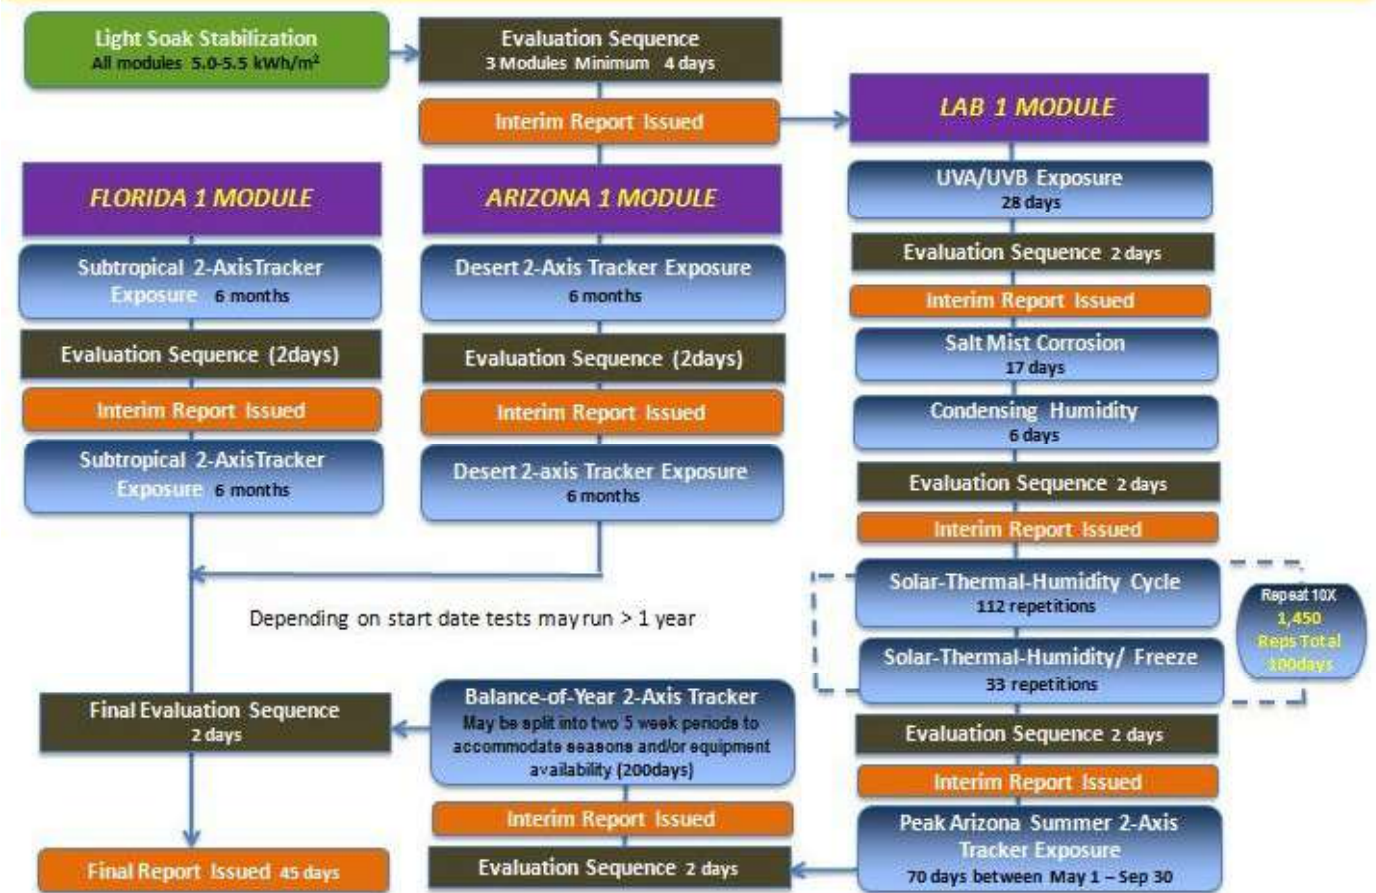 Light Soak Stabilization
All modules 5.0-5.5 kWh/m²
Evaluation Sequence
3 Modules Minimum 4 days
Interim Report Issued
LAB 1 MODULE
FLORIDA 1 MODULE
Subtropical 2-AxisTracker
Exposure 6 months
Evaluation Sequence (2days)
Interim Report Issued
Subtropical 2-AxisTracker
Exposure 6 months
ARIZONA 1 MODULE
Desert 2-Axis Tracker Exposure
6 months
Evaluation Sequence (2days)
Interim Report Issued
Desert 2-axis Tracker Exposure
6 months
UVA/UVB Exposure
28 days
Evaluation Sequence 2 days
Interim Report Issued
Salt Mist Corrosion
17 days
Condensing Humidity
6 days
Evaluation Sequence 2 days
Interim Report Issued
Solar-Thermal-Humidity Cycle
112 repetitions
Solar-Thermal-Humidity/ Freeze
33 repetitions
Repeat 10X
1,450
Reps Total
100days
Evaluation Sequence 2 days
Interim Report Issued
Peak Arizona Summer 2-Axis
Tracker Exposure
70 days between May 1 – Sep 30
Depending on start date tests may run > 1 year
Balance-of-Year 2-Axis Tracker
May be split into two 5 week periods to
accommodate seasons and/or equipment
availability (200days)
Interim Report Issued
Evaluation Sequence 2 days
Final Evaluation Sequence
2 days
Final Report Issued 45 days